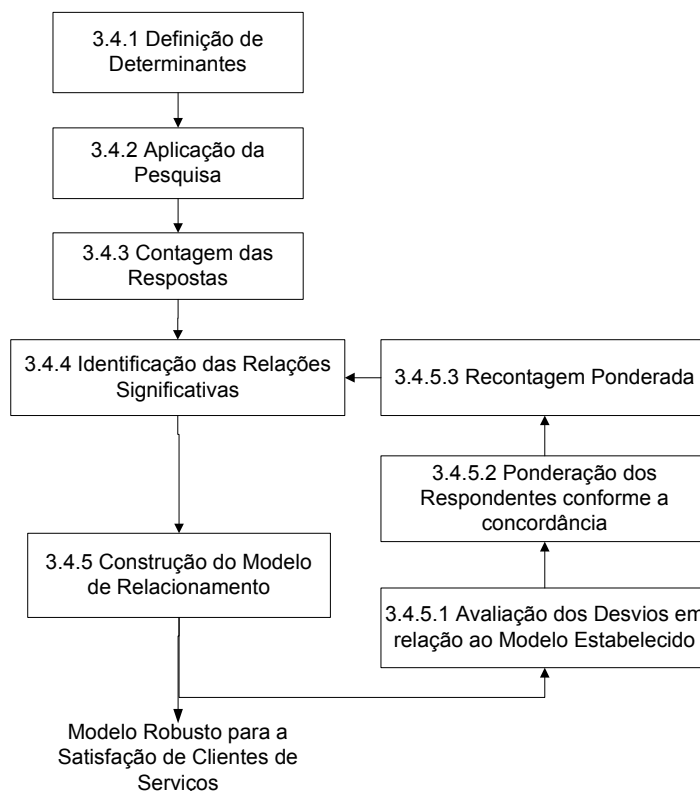 3.4.1 Definição de
Determinantes
3.4.2 Aplicação da
Pesquisa
3.4.3 Contagem das
Respostas
3.4.4 Identificação das Relações
Significativas
3.4.5.3 Recontagem Ponderada
3.4.5.2 Ponderação dos
Respondentes conforme a
concordância
3.4.5 Construção do Modelo
de Relacionamento
3.4.5.1 Avaliação dos Desvios em
relação ao Modelo Estabelecido
Modelo Robusto para a
Satisfação de Clientes de
Serviços